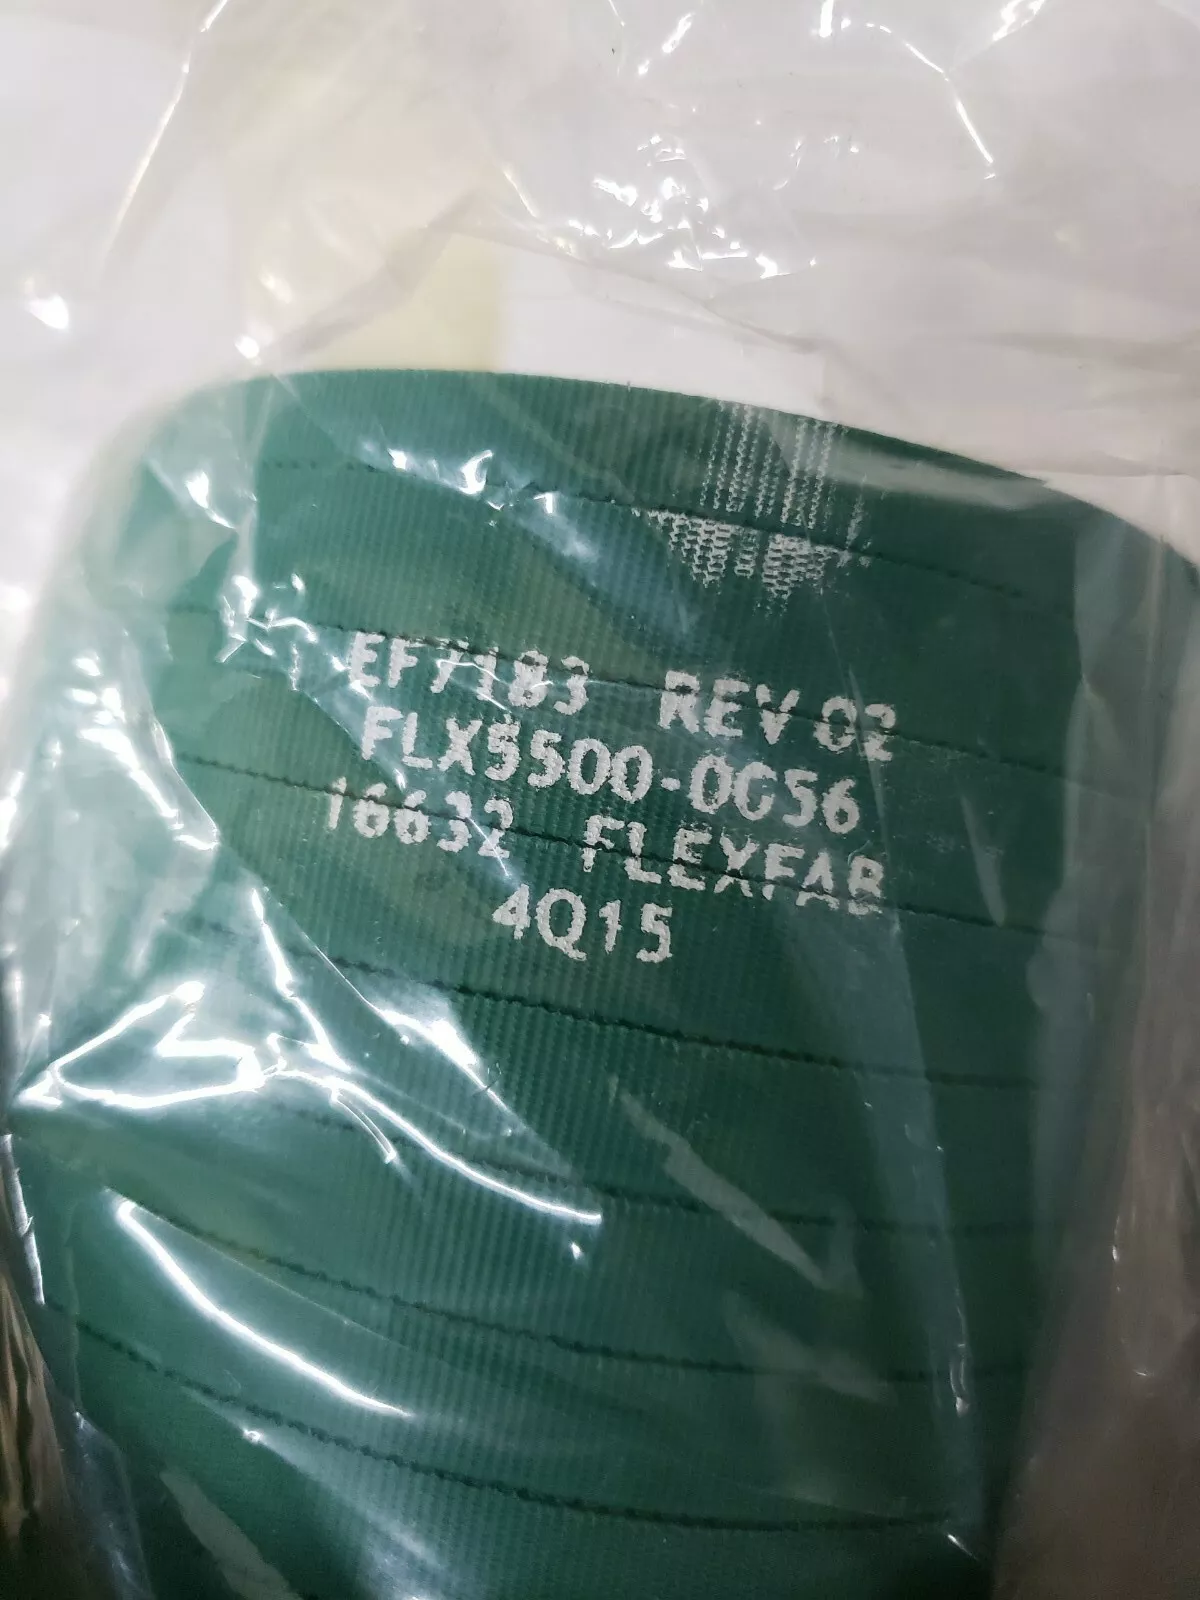 EF7183 REV 02
FLX5500-0056
16632 FLEXFAB
4Q15